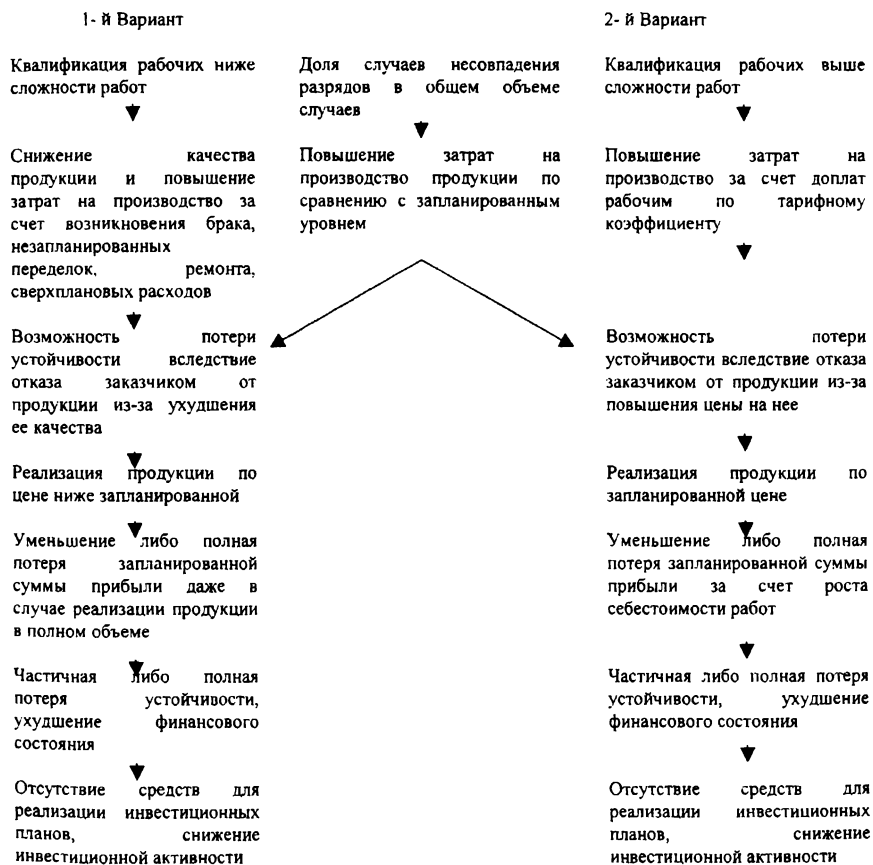 1- й Вариант
2- й Вариант
Квалификация рабочих ниже
сложности работ
Доля случаев несовпадения
разрядов в общем объеме
случаев
Квалификация рабочих выше
сложности работ
Снижение качества
продукции и повышение
затрат на производство за
счет возникновения брака,
незапланированных
переделок, ремонта,
сверхплановых расходов
Повышение затрат на
производство продукции по
сравнению с запланированным
уровнем
Повышение затрат на
производство за счет доплат
рабочим по тарифному
коэффициенту
Возможность потери
устойчивости вследствие
отказа заказчиком от
продукции из-за ухудшения
ее качества
Возможность потери
устойчивости вследствие отказа
заказчиком от продукции из-за
повышения цены на нее
Реализация продукции по
цене ниже запланированной
Реализация продукции по
запланированной цене
Уменьшение либо полная
потеря запланированной
суммы прибыли даже в
случае реализации продукции
в полном объеме
Уменьшение либо полная
потеря запланированной суммы
прибыли за счет роста
себестоимости работ
Частичная либо полная
потеря устойчивости,
ухудшение финансового
состояния
Частичная либо полная потеря
устойчивости, ухудшение
финансового состояния
Отсутствие средств для
реализации инвестиционных
планов, снижение
инвестиционной активности
Отсутствие средств для
реализации инвестиционных
планов, снижение
инвестиционной активности